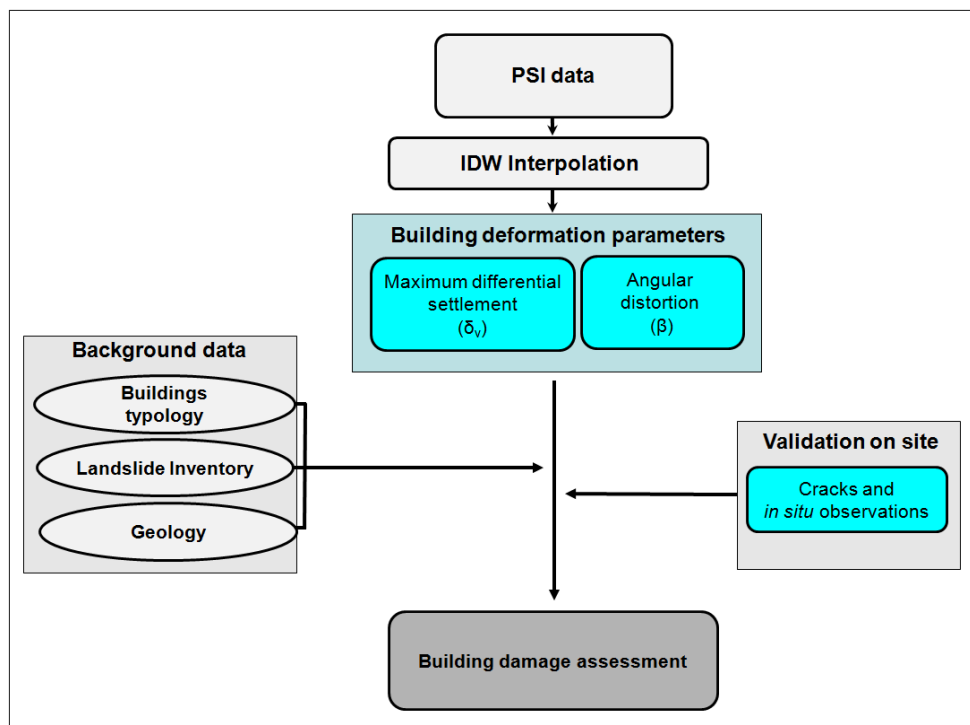 PSI data
IDW Interpolation
Building deformation parameters
Maximum differential
settlement
(δv)
Angular
distortion
(β)
Background data
Buildings
typology
Landslide Inventory
Geology
Validation on site
Cracks and
in situ observations
Building damage assessment